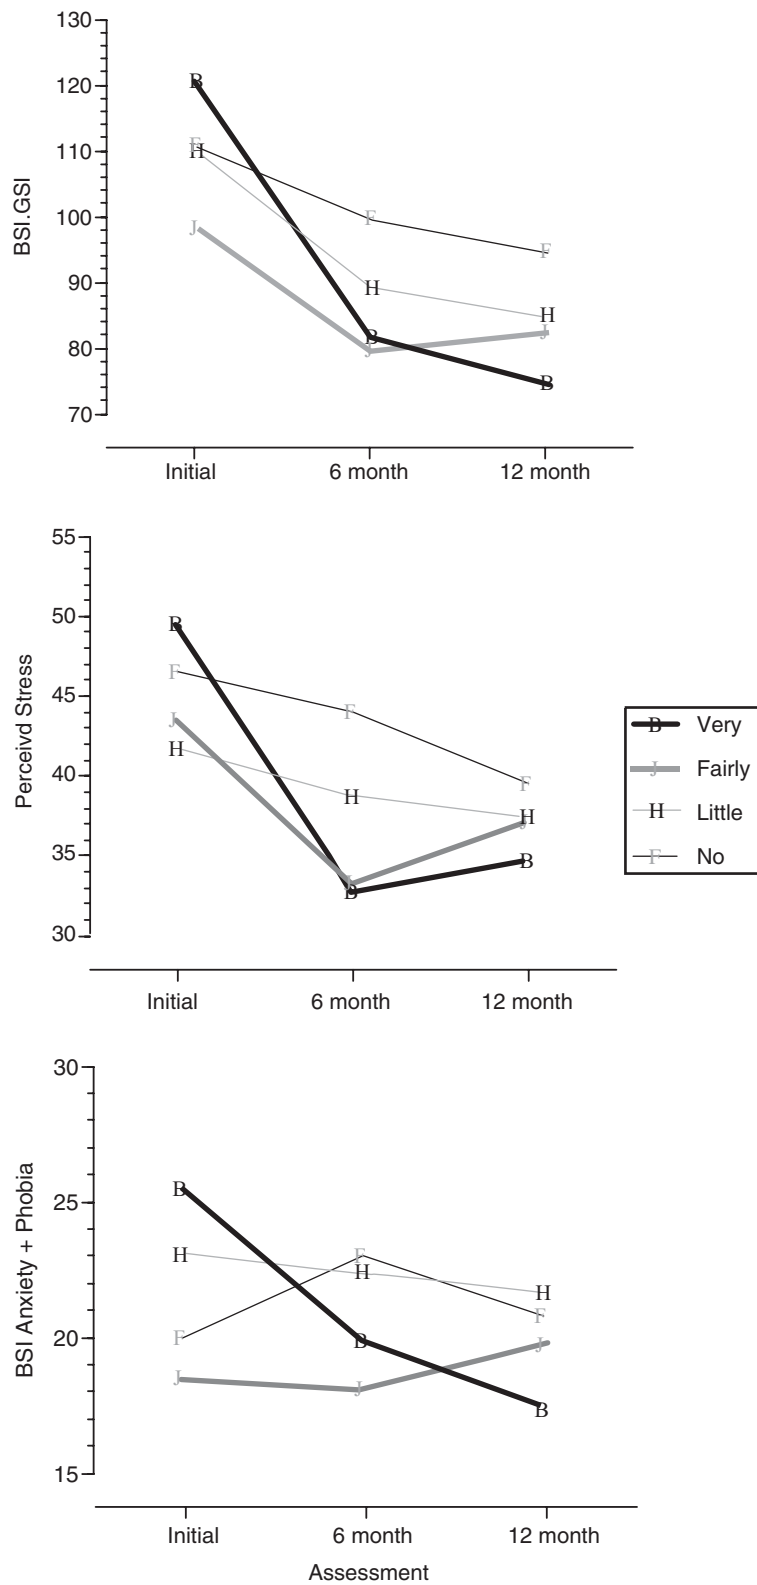 130
120
110
100
90
80
70
BSI.GSI
B
F
H
J
F
H
B
J
F
H
J
B
Initial 6 month 12 month
55
50
45
40
35
30
Perceivd Stress
B
F
J
H
F
H
J
B
F
H
J
B
Initial 6 month 12 month
B Very
J Fairly
H Little
F No
30
25
20
15
BSI Anxiety + Phobia
B
H
F
J
F
H
B
J
H
F
J
B
Initial 6 month 12 month
Assessment